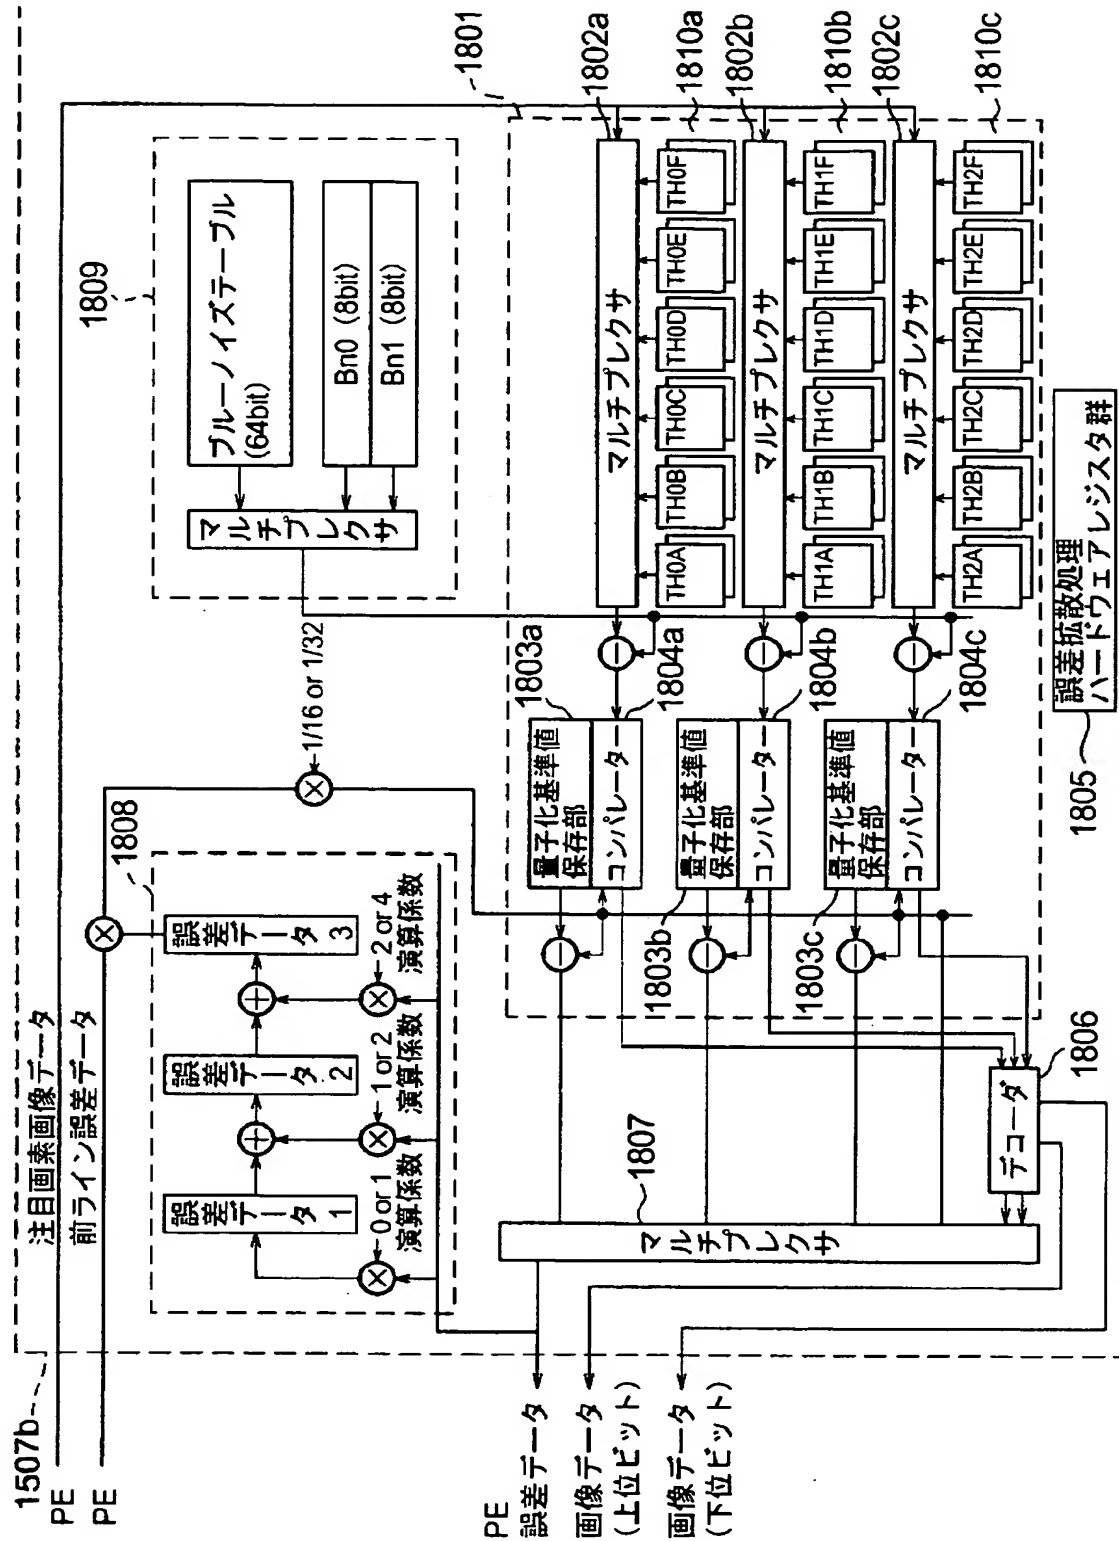 1507b
PE
PE
注目画素画像データ
前ライン誤差データ
1808
誤差データ1
誤差データ2
誤差データ3
0 or 1
演算係数
1 or 2
演算係数
2 or 4
演算係数
1/16 or 1/32
1809
マルチプレクサ
ブルーノイズテーブル
(64bit)
Bn0 (8bit)
Bn1 (8bit)
1801
1802a
1810a
1802b
1810b
1802c
1810c
マルチプレクサ
TH0A
TH0B
TH0C
TH0D
TH0E
TH0F
マルチプレクサ
TH1A
TH1B
TH1C
TH1D
TH1E
TH1F
マルチプレクサ
TH2A
TH2B
TH2C
TH2D
TH2E
TH2F
1803a
量子化基準値
保存部
コンパレーター
1804a
1803b
量子化基準値
保存部
コンパレーター
1804b
1803c
量子化基準値
保存部
コンパレーター
1804c
1807
マルチプレクサ
デコーダ
1806
PE
誤差データ
画像データ
(上位ビット)
画像データ
(下位ビット)
1805
誤差拡散処理
ハードウェアレジスタ群